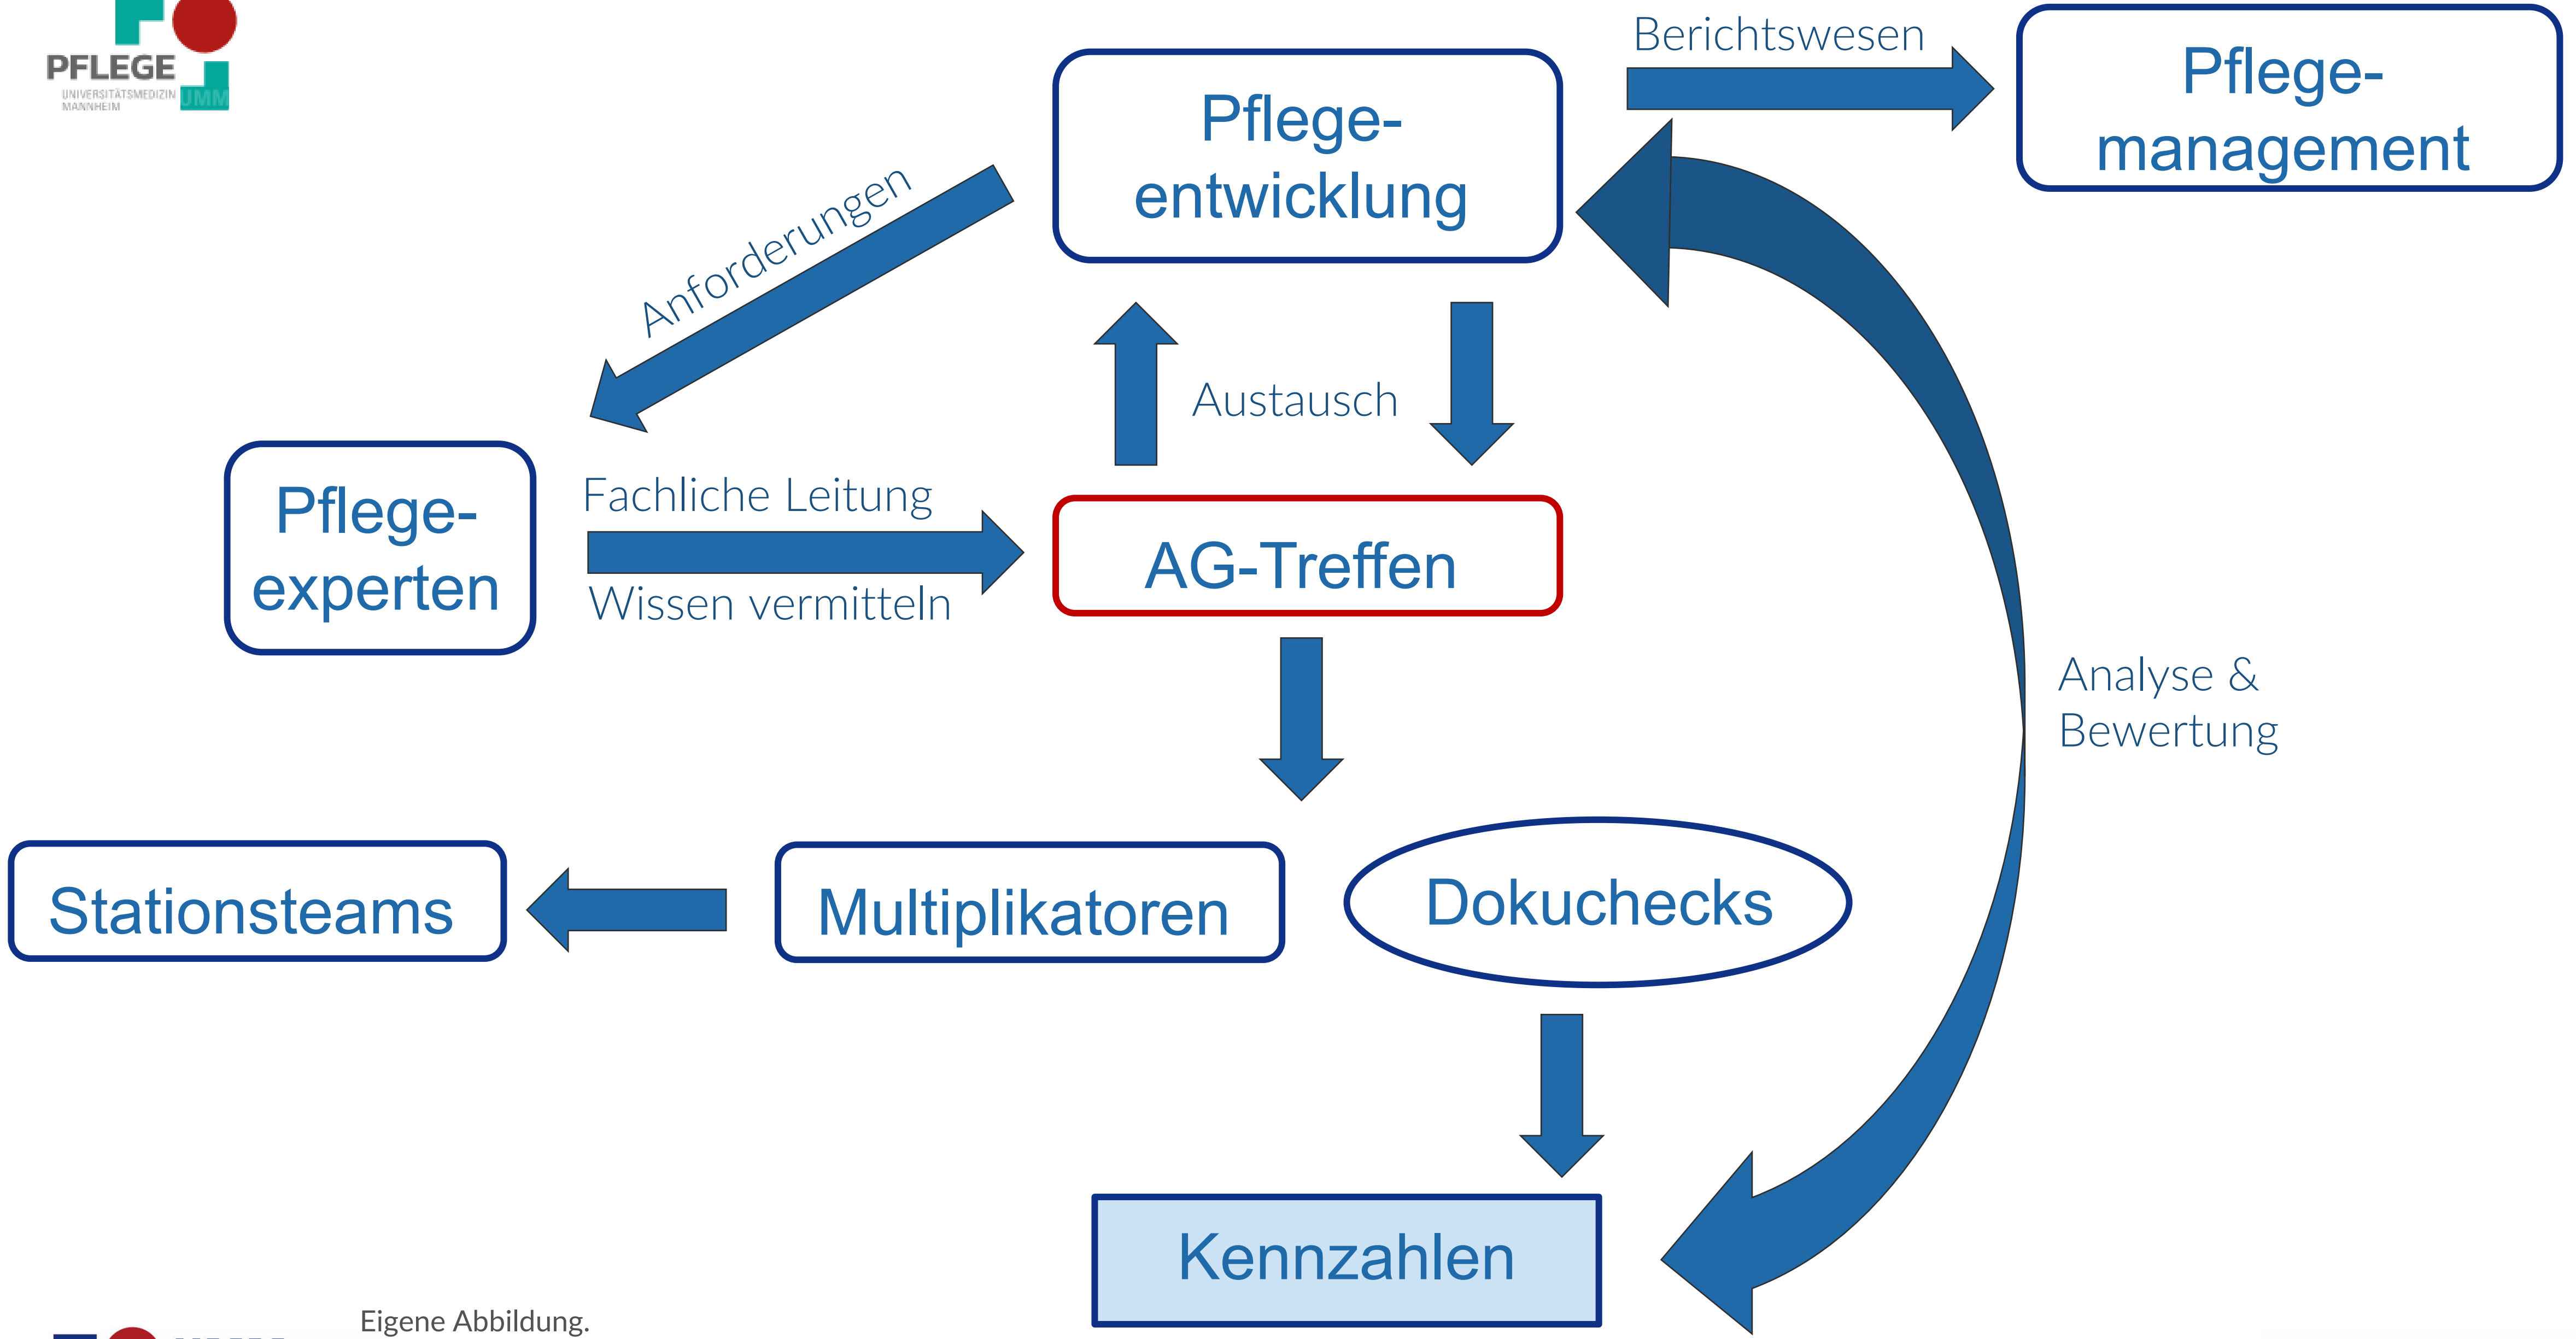 PFLEGE
UNIVERSITÄTSMEDIZIN
MANNHEIM
UMM
Berichtswesen
Pflege-
management
Pflege-
entwicklung
Anforderungen
Austausch
Pflege-
experten
Fachliche Leitung
Wissen vermitteln
AG-Treffen
Analyse &
Bewertung
Stationsteams
Multiplikatoren
Dokuchecks
Kennzahlen
Eigene Abbildung.